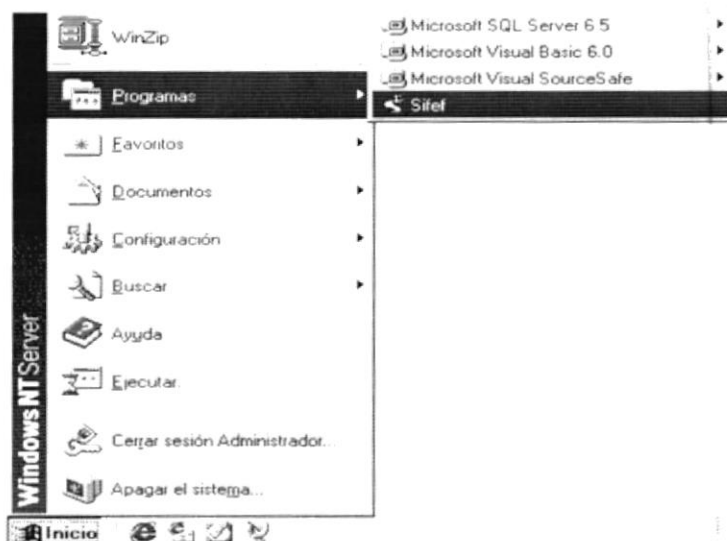 WinZip
Programas
Favoritos
Documentos
Configuración
Buscar
Ayuda
Ejecutar.
Cerrar sesión Administrador...
Apagar el sistema...
Windows NT Server
Inicio
Microsoft SQL Server 6.5
Microsoft Visual Basic 6.0
Microsoft Visual SourceSafe
Sifef